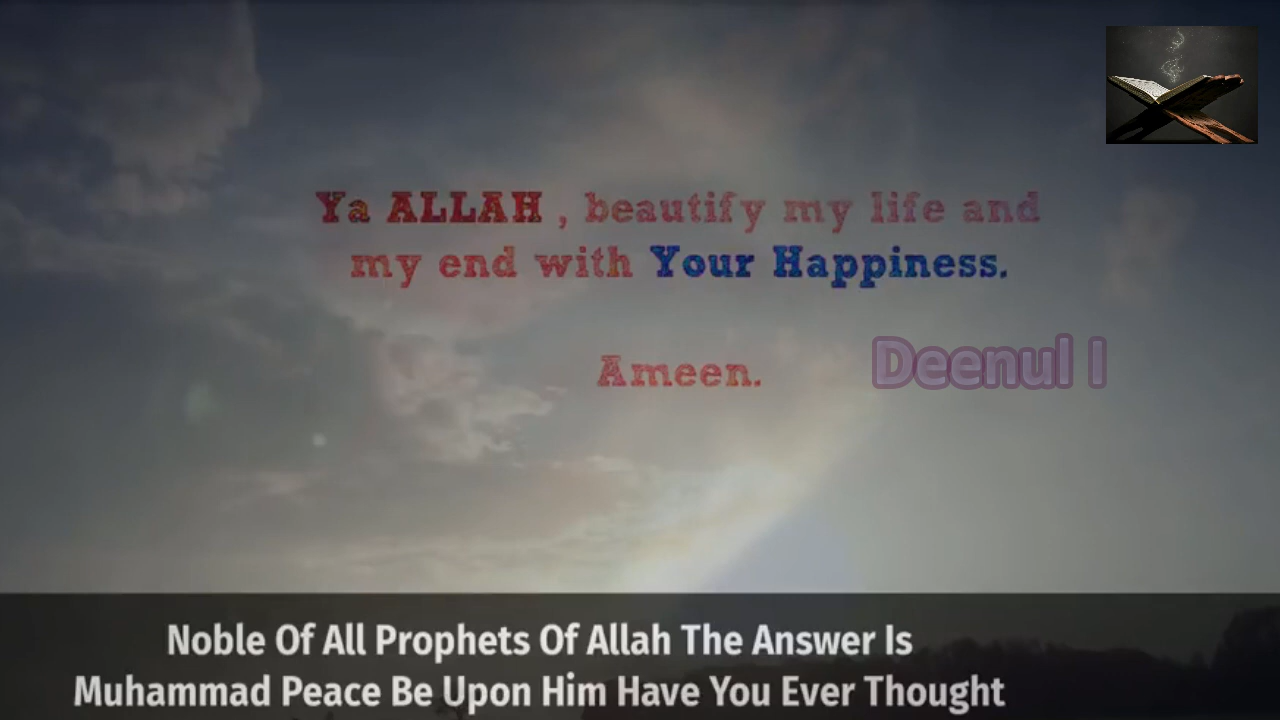 Ya ALLAH , beautify my life and
my end with Your Happiness.
Ameen.
Deenul I
Noble Of All Prophets Of Allah The Answer Is
Muhammad Peace Be Upon Him Have You Ever Thought